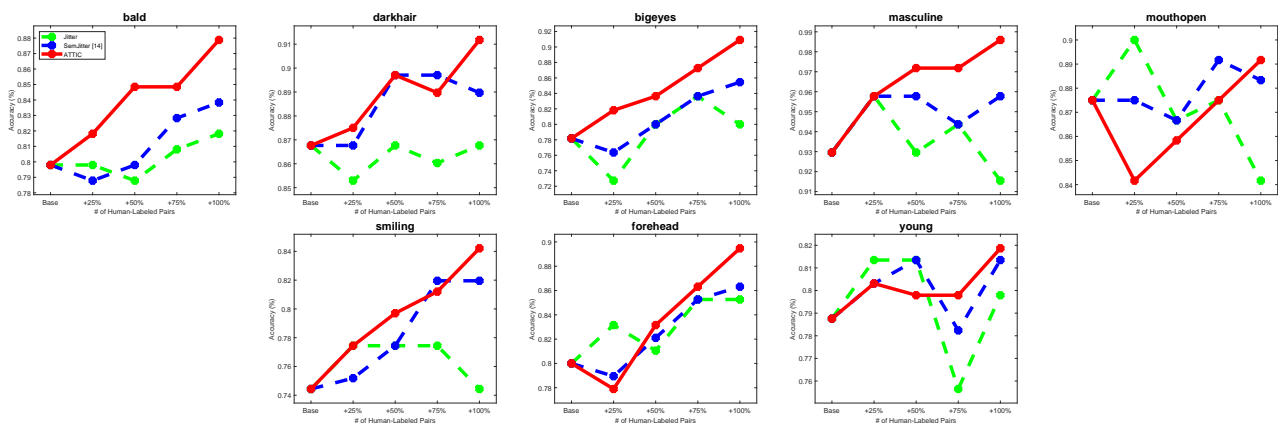 bald
0.88
0.87
0.86
0.85
0.84
0.83
0.82
0.81
0.8
0.79
0.78
Accuracy (%)
Jitter
SemJitter [14]
ATTIC
Base +25% +50% +75% +100%
# of Human-Labeled Pairs
darkhair
0.91
0.9
0.89
0.88
0.87
0.86
0.85
Accuracy (%)
Base +25% +50% +75% +100%
# of Human-Labeled Pairs
bigeyes
0.92
0.9
0.88
0.86
0.84
0.82
0.8
0.78
0.76
0.74
0.72
Accuracy (%)
Base +25% +50% +75% +100%
# of Human-Labeled Pairs
masculine
0.99
0.98
0.97
0.96
0.95
0.94
0.93
0.92
0.91
Accuracy (%)
Base +25% +50% +75% +100%
# of Human-Labeled Pairs
mouthopen
0.9
0.89
0.88
0.87
0.86
0.85
0.84
Accuracy (%)
Base +25% +50% +75% +100%
# of Human-Labeled Pairs
smiling
0.84
0.82
0.8
0.78
0.76
0.74
Accuracy (%)
Base +25% +50% +75% +100%
# of Human-Labeled Pairs
forehead
0.9
0.88
0.86
0.84
0.82
0.8
0.78
Accuracy (%)
Base +25% +50% +75% +100%
# of Human-Labeled Pairs
young
0.82
0.81
0.8
0.79
0.78
0.77
0.76
Accuracy (%)
Base +25% +50% +75% +100%
# of Human-Labeled Pairs